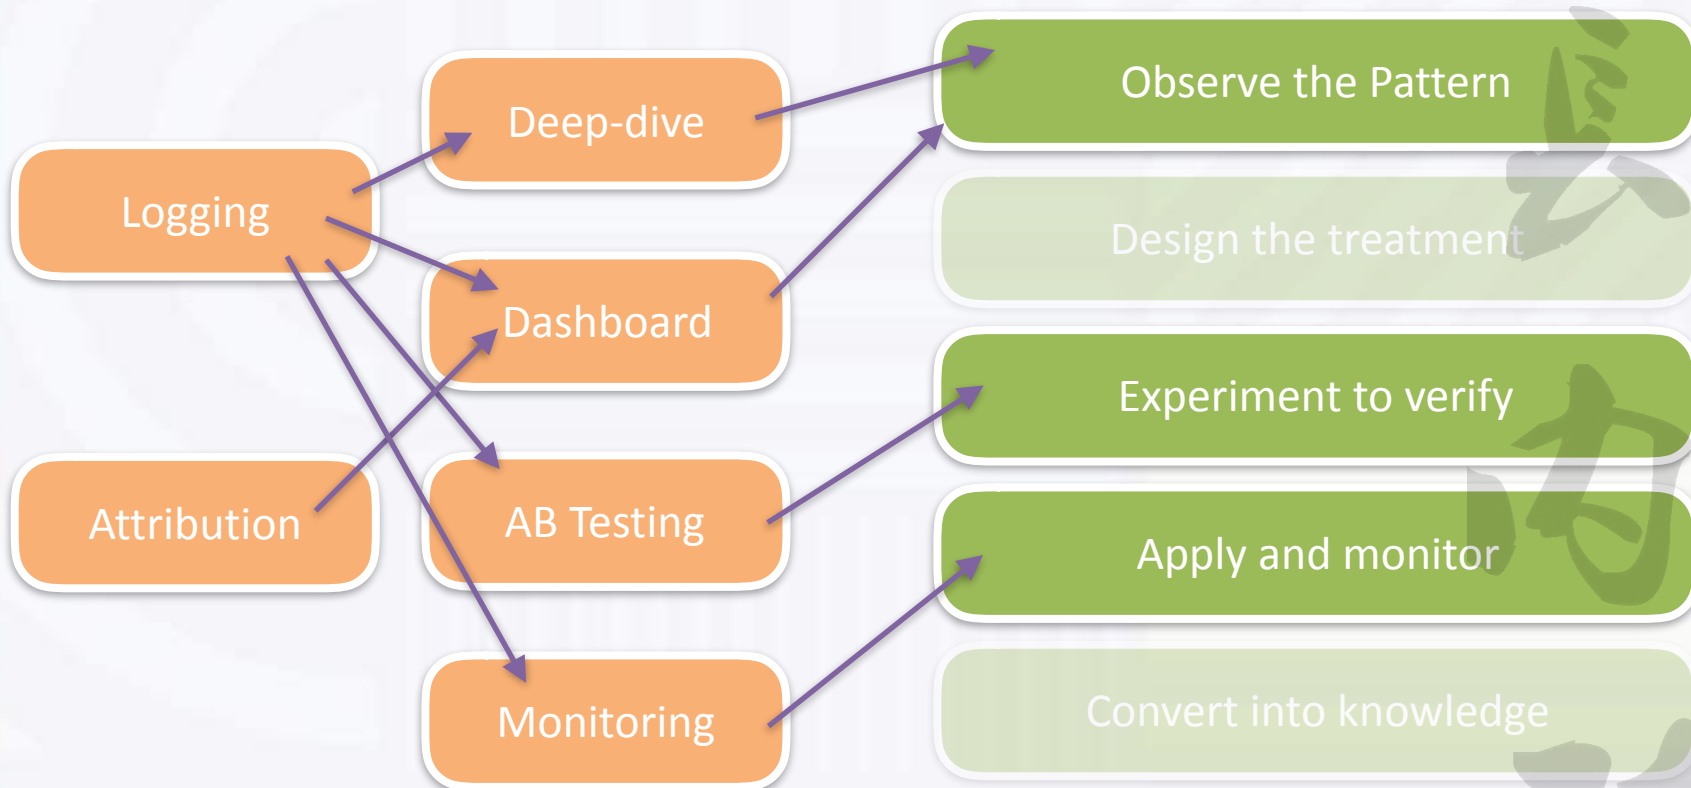 Logging
Attribution
Deep-dive
Dashboard
AB Testing
Monitoring
Observe the Pattern
Design the treatment
Experiment to verify
Apply and monitor
Convert into knowledge